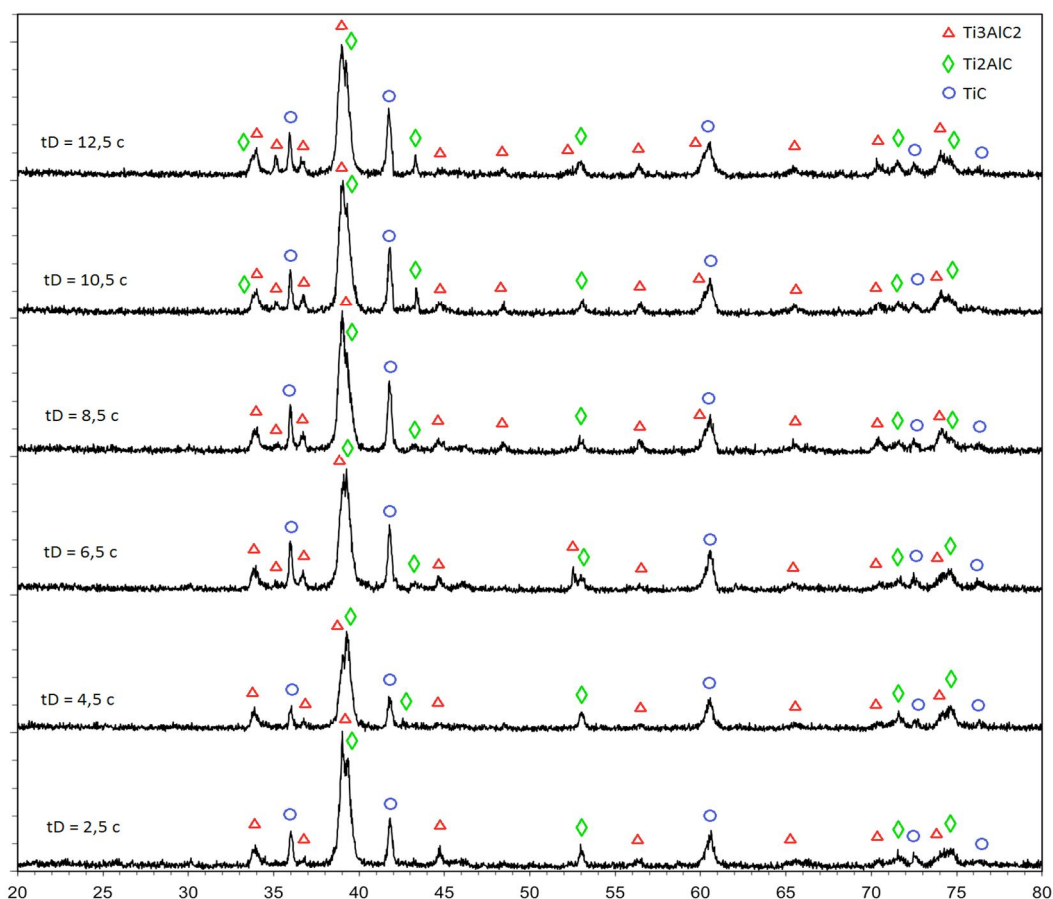 Ti3AlC2
Ti2AlC
TiC
tD = 12,5 c
tD = 10,5 c
tD = 8,5 c
tD = 6,5 c
tD = 4,5 c
tD = 2,5 c
20 25 30 35 40 45 50 55 60 65 70 75 80